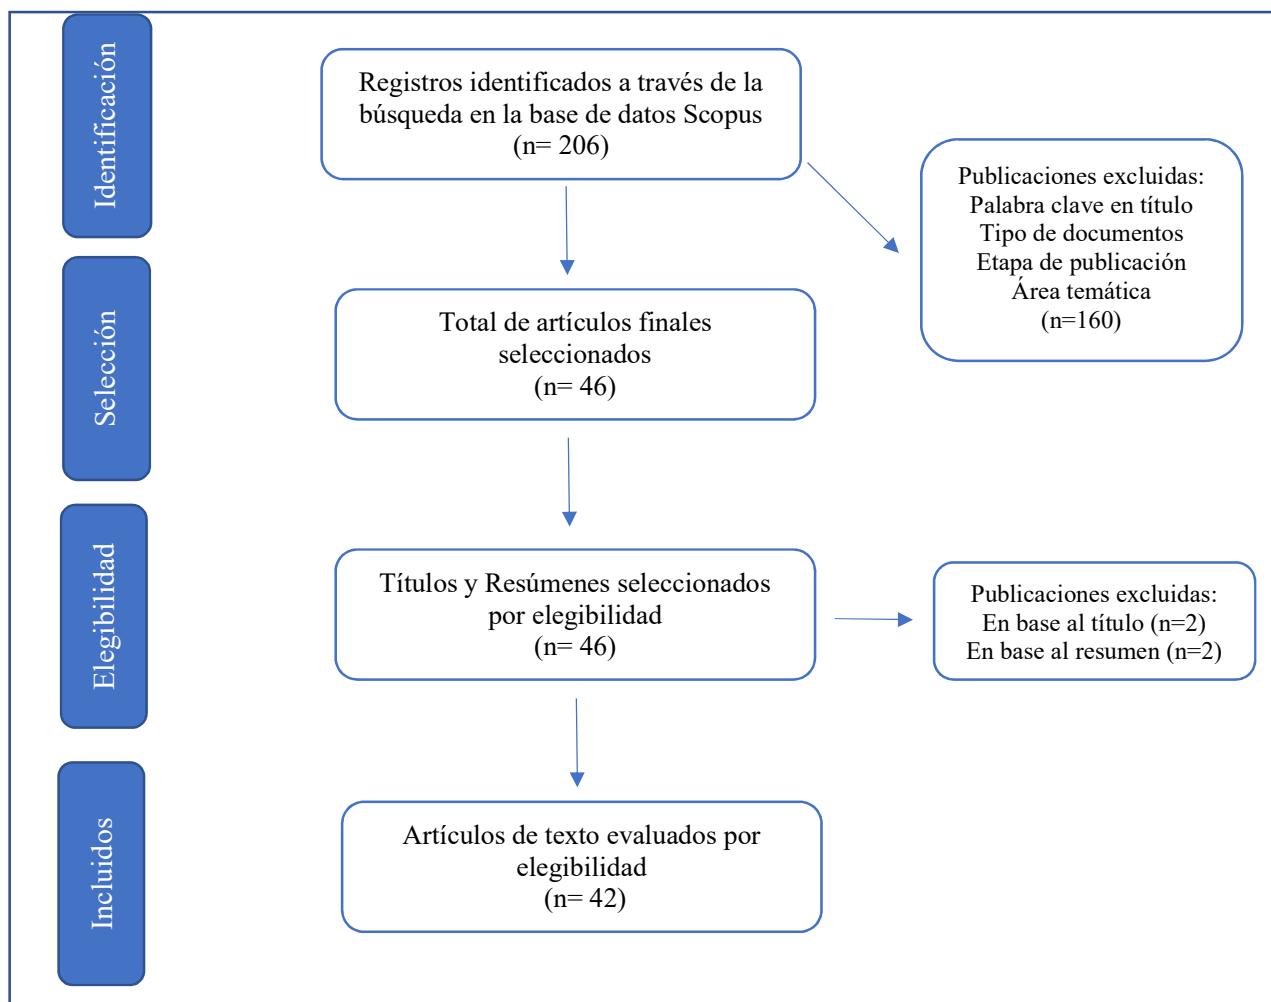 Identificación
Registros identificados a través de la
búsqueda en la base de datos Scopus
(n= 206)
Publicaciones excluidas:
Palabra clave en título
Tipo de documentos
Etapa de publicación
Área temática
(n=160)
Selección
Total de artículos finales
seleccionados
(n= 46)
Elegibilidad
Títulos y Resúmenes seleccionados
por elegibilidad
(n= 46)
Publicaciones excluidas:
En base al título (n=2)
En base al resumen (n=2)
Incluidos
Artículos de texto evaluados por
elegibilidad
(n= 42)